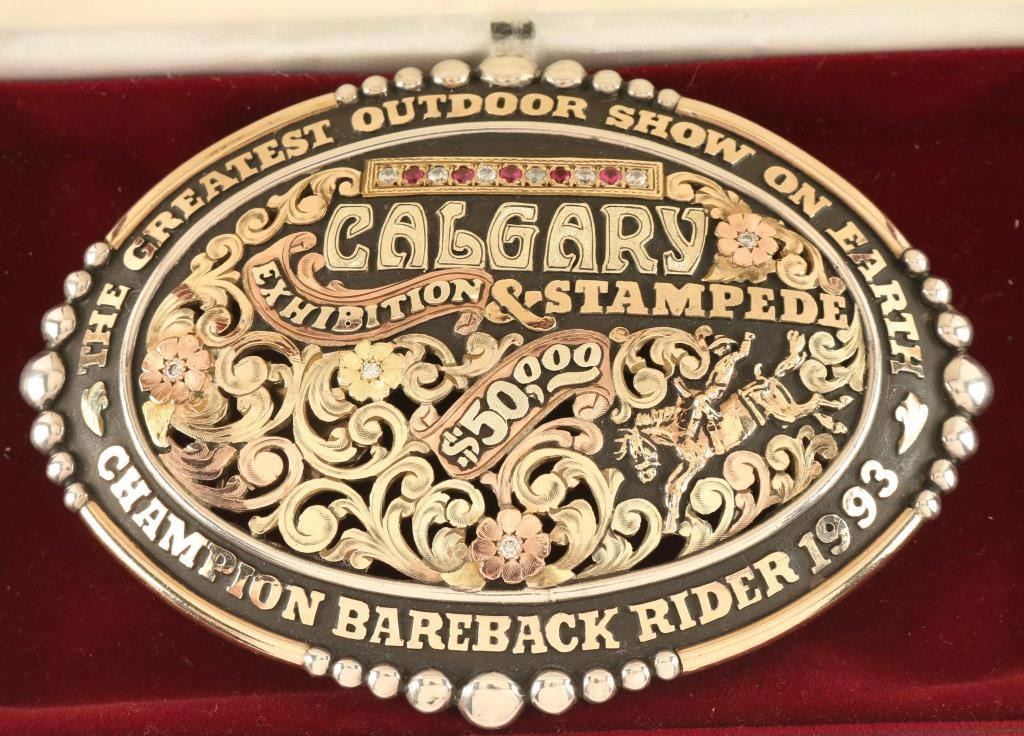 THE GREATEST OUTDOOR SHOW ON EARTH
CALGARY
EXHIBITION & STAMPEDE
$50,000
CHAMPION BAREBACK RIDER 1993